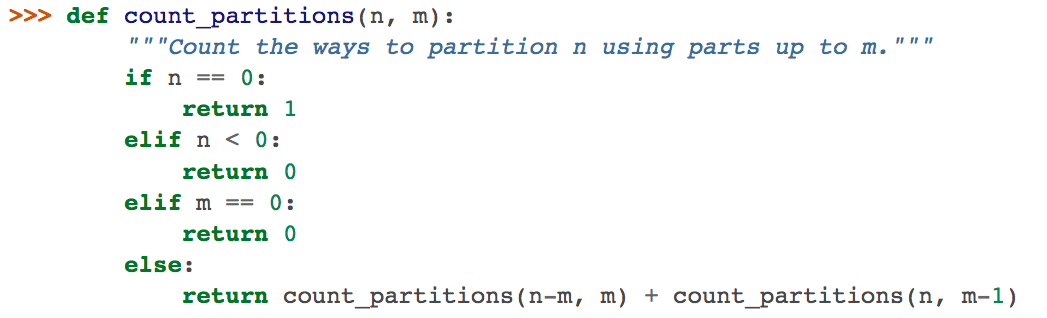 >>> def count_partitions(n, m):
"""Count the ways to partition n using parts up to m."""
if n == 0:
return 1
elif n < 0:
return 0
elif m == 0:
return 0
else:
return count_partitions(n-m, m) + count_partitions(n, m-1)